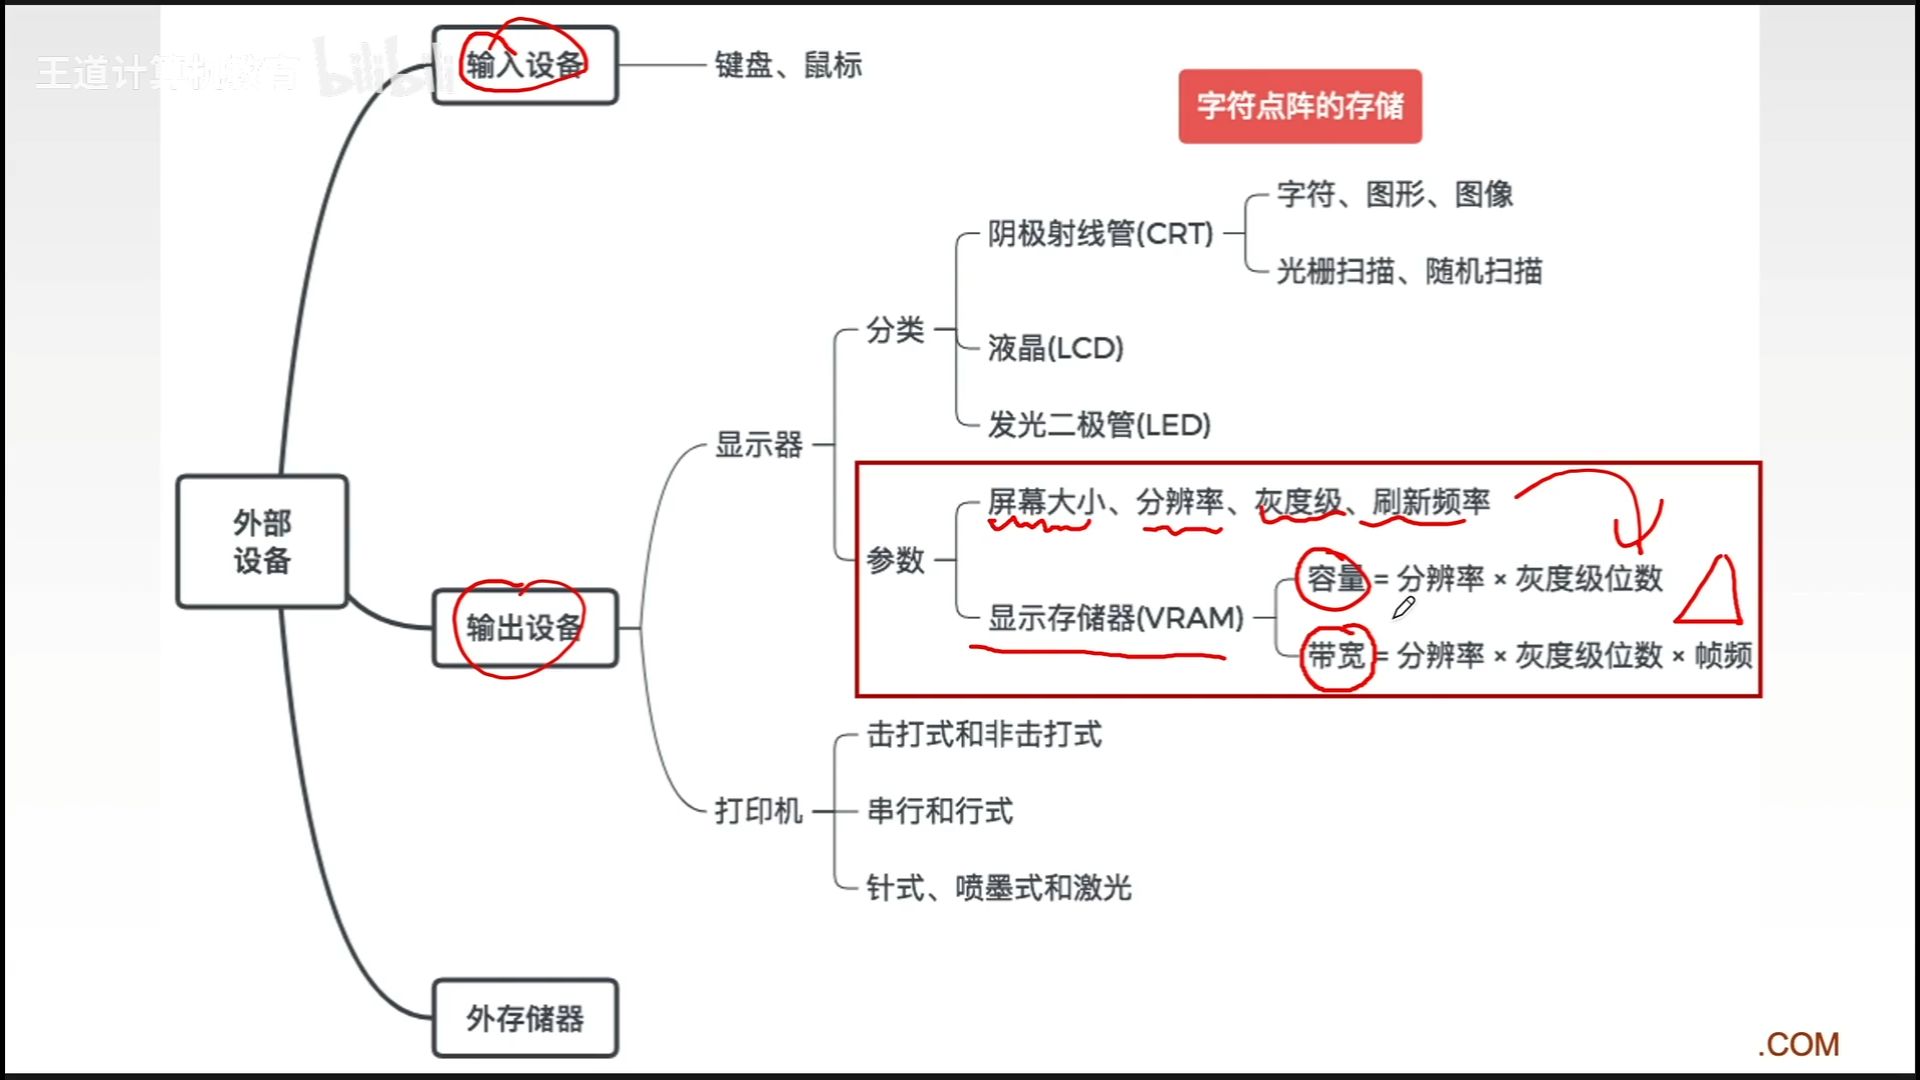 王道计算机教育 bilibili
输入设备
键盘、鼠标
字符点阵的存储
字符、图形、图像
阴极射线管(CRT)
光栅扫描、随机扫描
分类
液晶(LCD)
发光二极管(LED)
显示器
屏幕大小、分辨率、灰度级、刷新频率
参数
容量 = 分辨率 × 灰度级位数
显示存储器(VRAM)
带宽 = 分辨率 × 灰度级位数 × 帧频
外部
设备
输出设备
击打式和非击打式
打印机
串行和行式
针式、喷墨式和激光
外存储器
.COM